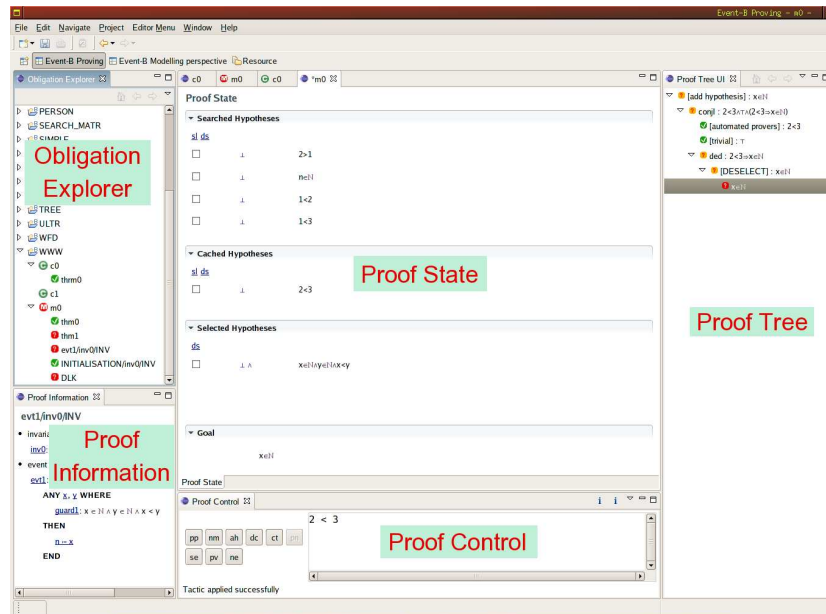 Event-B Proving - m0 -
File Edit Navigate Project Editor Menu Window Help
Event-B Proving Event-B Modelling perspective Resource
Obligation Explorer
PERSON
SEARCH_MATR
SIMPLE
TREE
ULTR
WFD
WWW
c0
thrm0
c1
m0
thm0
thm1
evt1/inv0/INV
INITIALISATION/inv0/INV
DLK
Obligation
Explorer
Proof Information
evt1/inv0/INV
inv0:
event
evt1:
ANY x, y WHERE
guard1: x ∈ ℕ ∧ y ∈ ℕ ∧ x < y
THEN
END
Proof
Information
c0 m0 c0 *m0
Proof State
Searched Hypotheses
sl ds
⊥ 2>1
⊥ n∈ℕ
⊥ 1<2
⊥ 1<3
Cached Hypotheses
sl ds
⊥ 2<3
Proof State
Selected Hypotheses
ds
⊥ ∧ x∈ℕ∧y∈ℕ∧x<y
Goal
x∈ℕ
Proof State
Proof Control
2 < 3
pp nm ah dc ct
se pv ne
Proof Control
Tactic applied successfully
Proof Tree UI
[add hypothesis] : x∈ℕ
conjI : 2<3∧⊤∧(2<3⇒x∈ℕ)
[automated provers] : 2<3
[trivial] : ⊤
ded : 2<3⇒x∈ℕ
[DESELECT] : x∈ℕ
x∈ℕ
Proof Tree